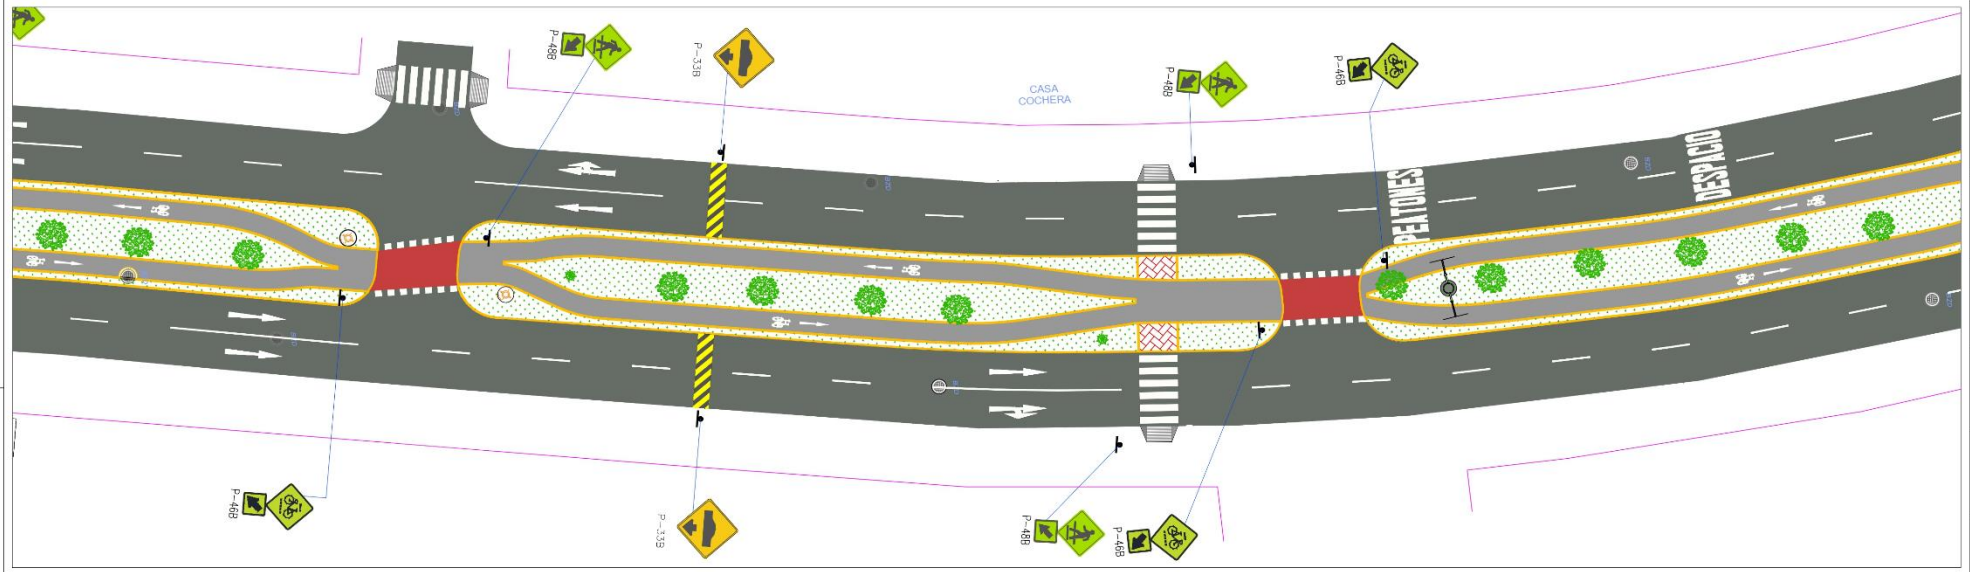 P-48B
P-33B
CASA
COCHERA
P-48B
P-46B
PEATONES
DESPACIO
P-46B
P-33B
P-48B
P-46B